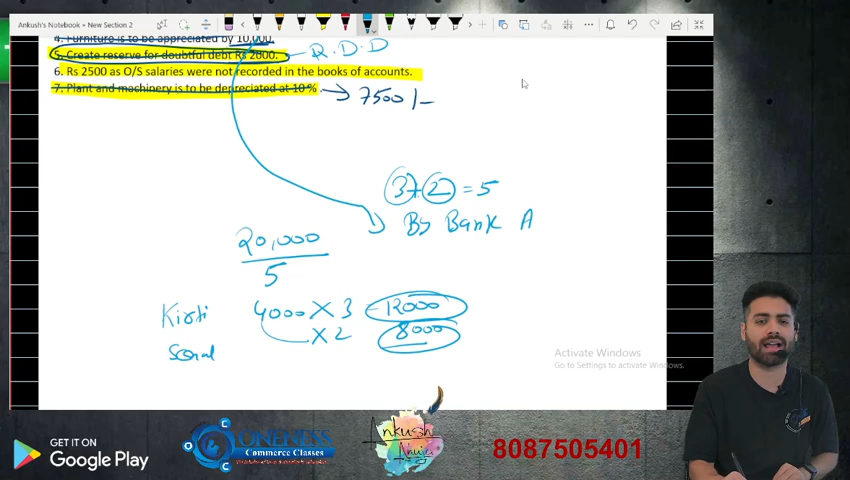 Ankush's Notebook » New Section 2
4. Furniture is to be appreciated by 10,000.
5. Create reserve for doubtful debt Rs 2000. R.D.D
6. Rs 2500 as O/S salaries were not recorded in the books of accounts.
7. Plant and machinery is to be depreciated at 10 % → 7500/-
3+2=5
By Bank A
20,000
5
Kirti 4000 X 3 - 12000
X 2 8000
Sonal
Activate Windows
Go to Settings to activate Windows.
GET IT ON
Google Play
O C C C
ONENESS
Commerce Classes
Ankush
Ahuja
8087505401